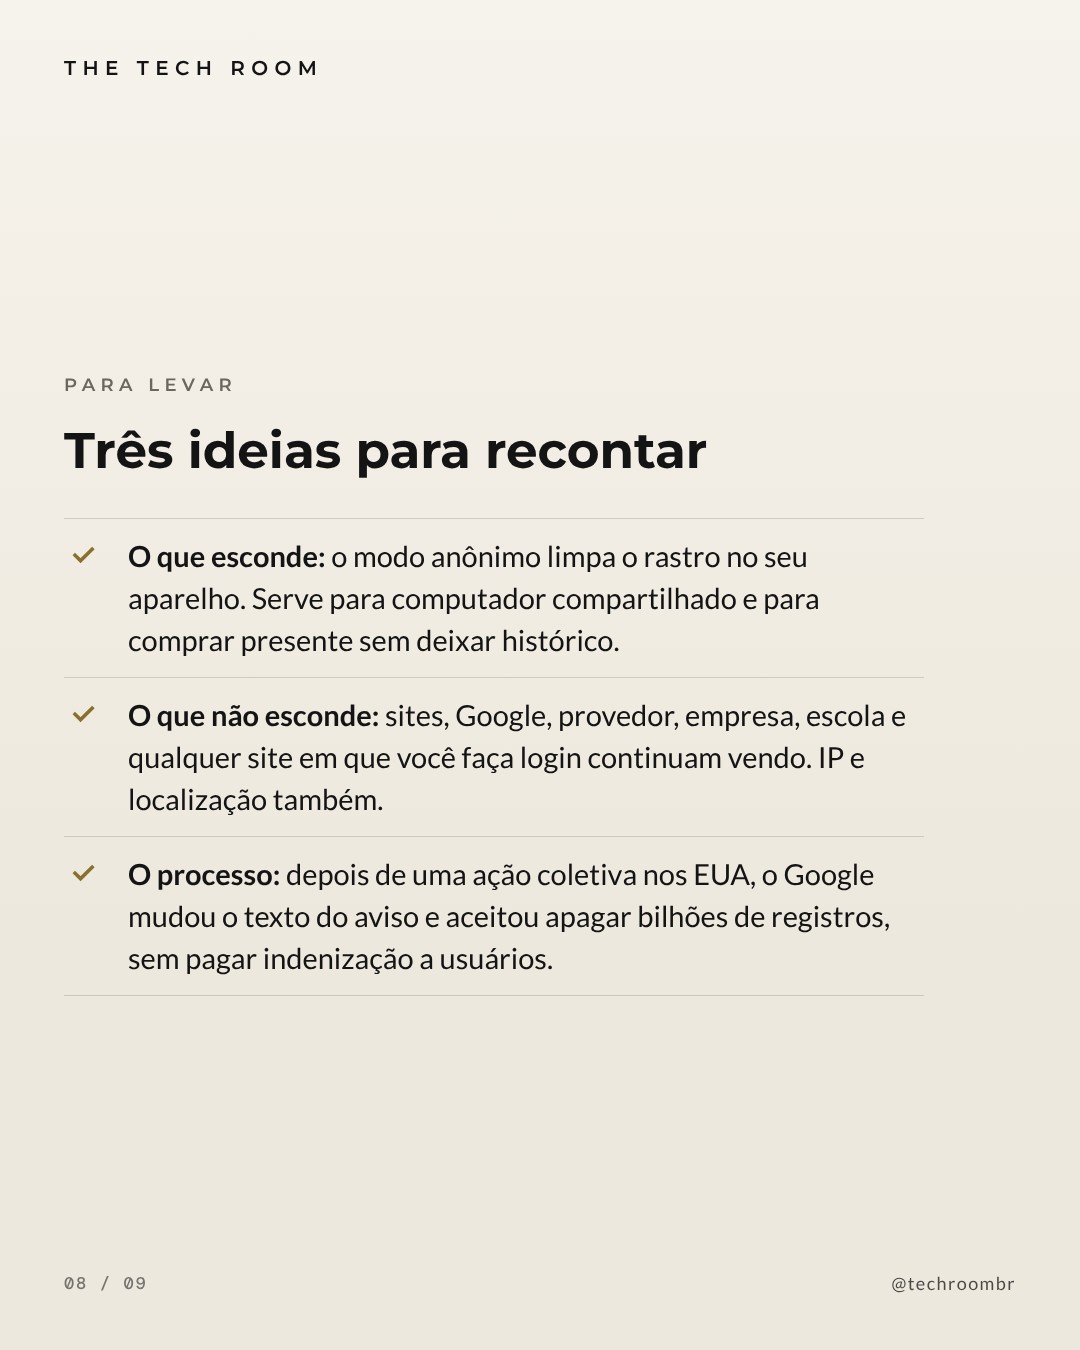 THE TECH ROOM
PARA LEVAR
Três ideias para recontar
O que esconde: o modo anônimo limpa o rastro no seu
aparelho. Serve para computador compartilhado e para
comprar presente sem deixar histórico.
O que não esconde: sites, Google, provedor, empresa, escola e
qualquer site em que você faça login continuam vendo. IP e
localização também.
O processo: depois de uma ação coletiva nos EUA, o Google
mudou o texto do aviso e aceitou apagar bilhões de registros,
sem pagar indenização a usuários.
08 / 09
@techroombr